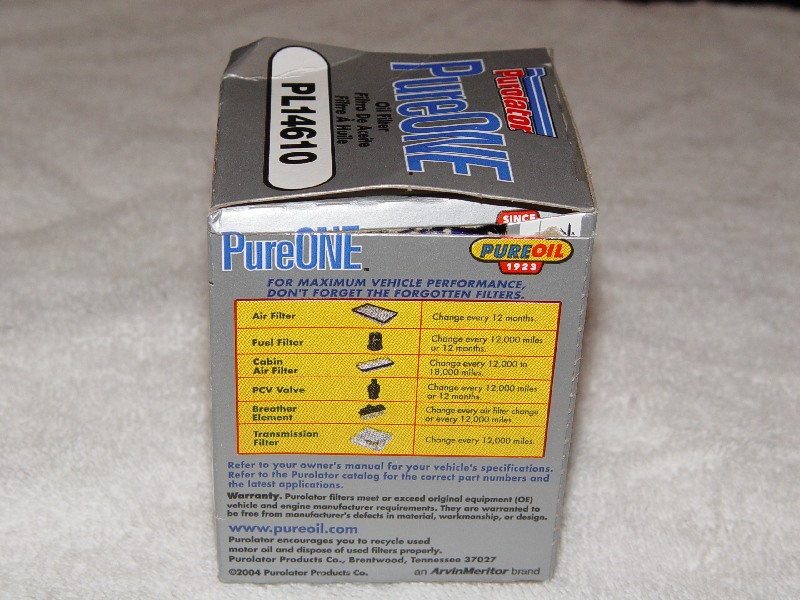 Purolator
PureONE™
Oil Filter
Filtro De Aceite
Filtre À Huile
PL14610
PureONE™
SINCE
PUREOIL
1923
FOR MAXIMUM VEHICLE PERFORMANCE,
DON'T FORGET THE FORGOTTEN FILTERS.
Air Filter Change every 12 months.
Fuel Filter Change every 12,000 miles
or 12 months.
Cabin
Air Filter Change every 12,000 to
18,000 miles.
PCV Valve Change every 12,000 miles
or 12 months.
Breather
Element Change every air filter change
or every 12,000 miles.
Transmission
Filter Change every 12,000 miles.
Refer to your owner's manual for your vehicle's specifications.
Refer to the Purolator catalog for the correct part numbers and
the latest applications.
Warranty. Purolator filters meet or exceed original equipment (OE)
vehicle and engine manufacturer requirements. They are warranted to
be free from manufacturer's defects in material, workmanship, or design.
www.pureoil.com
Purolator encourages you to recycle used
motor oil and dispose of used filters properly.
Purolator Products Co., Brentwood, Tennessee 37027
©2004 Purolator Products Co. an ArvinMeritor brand